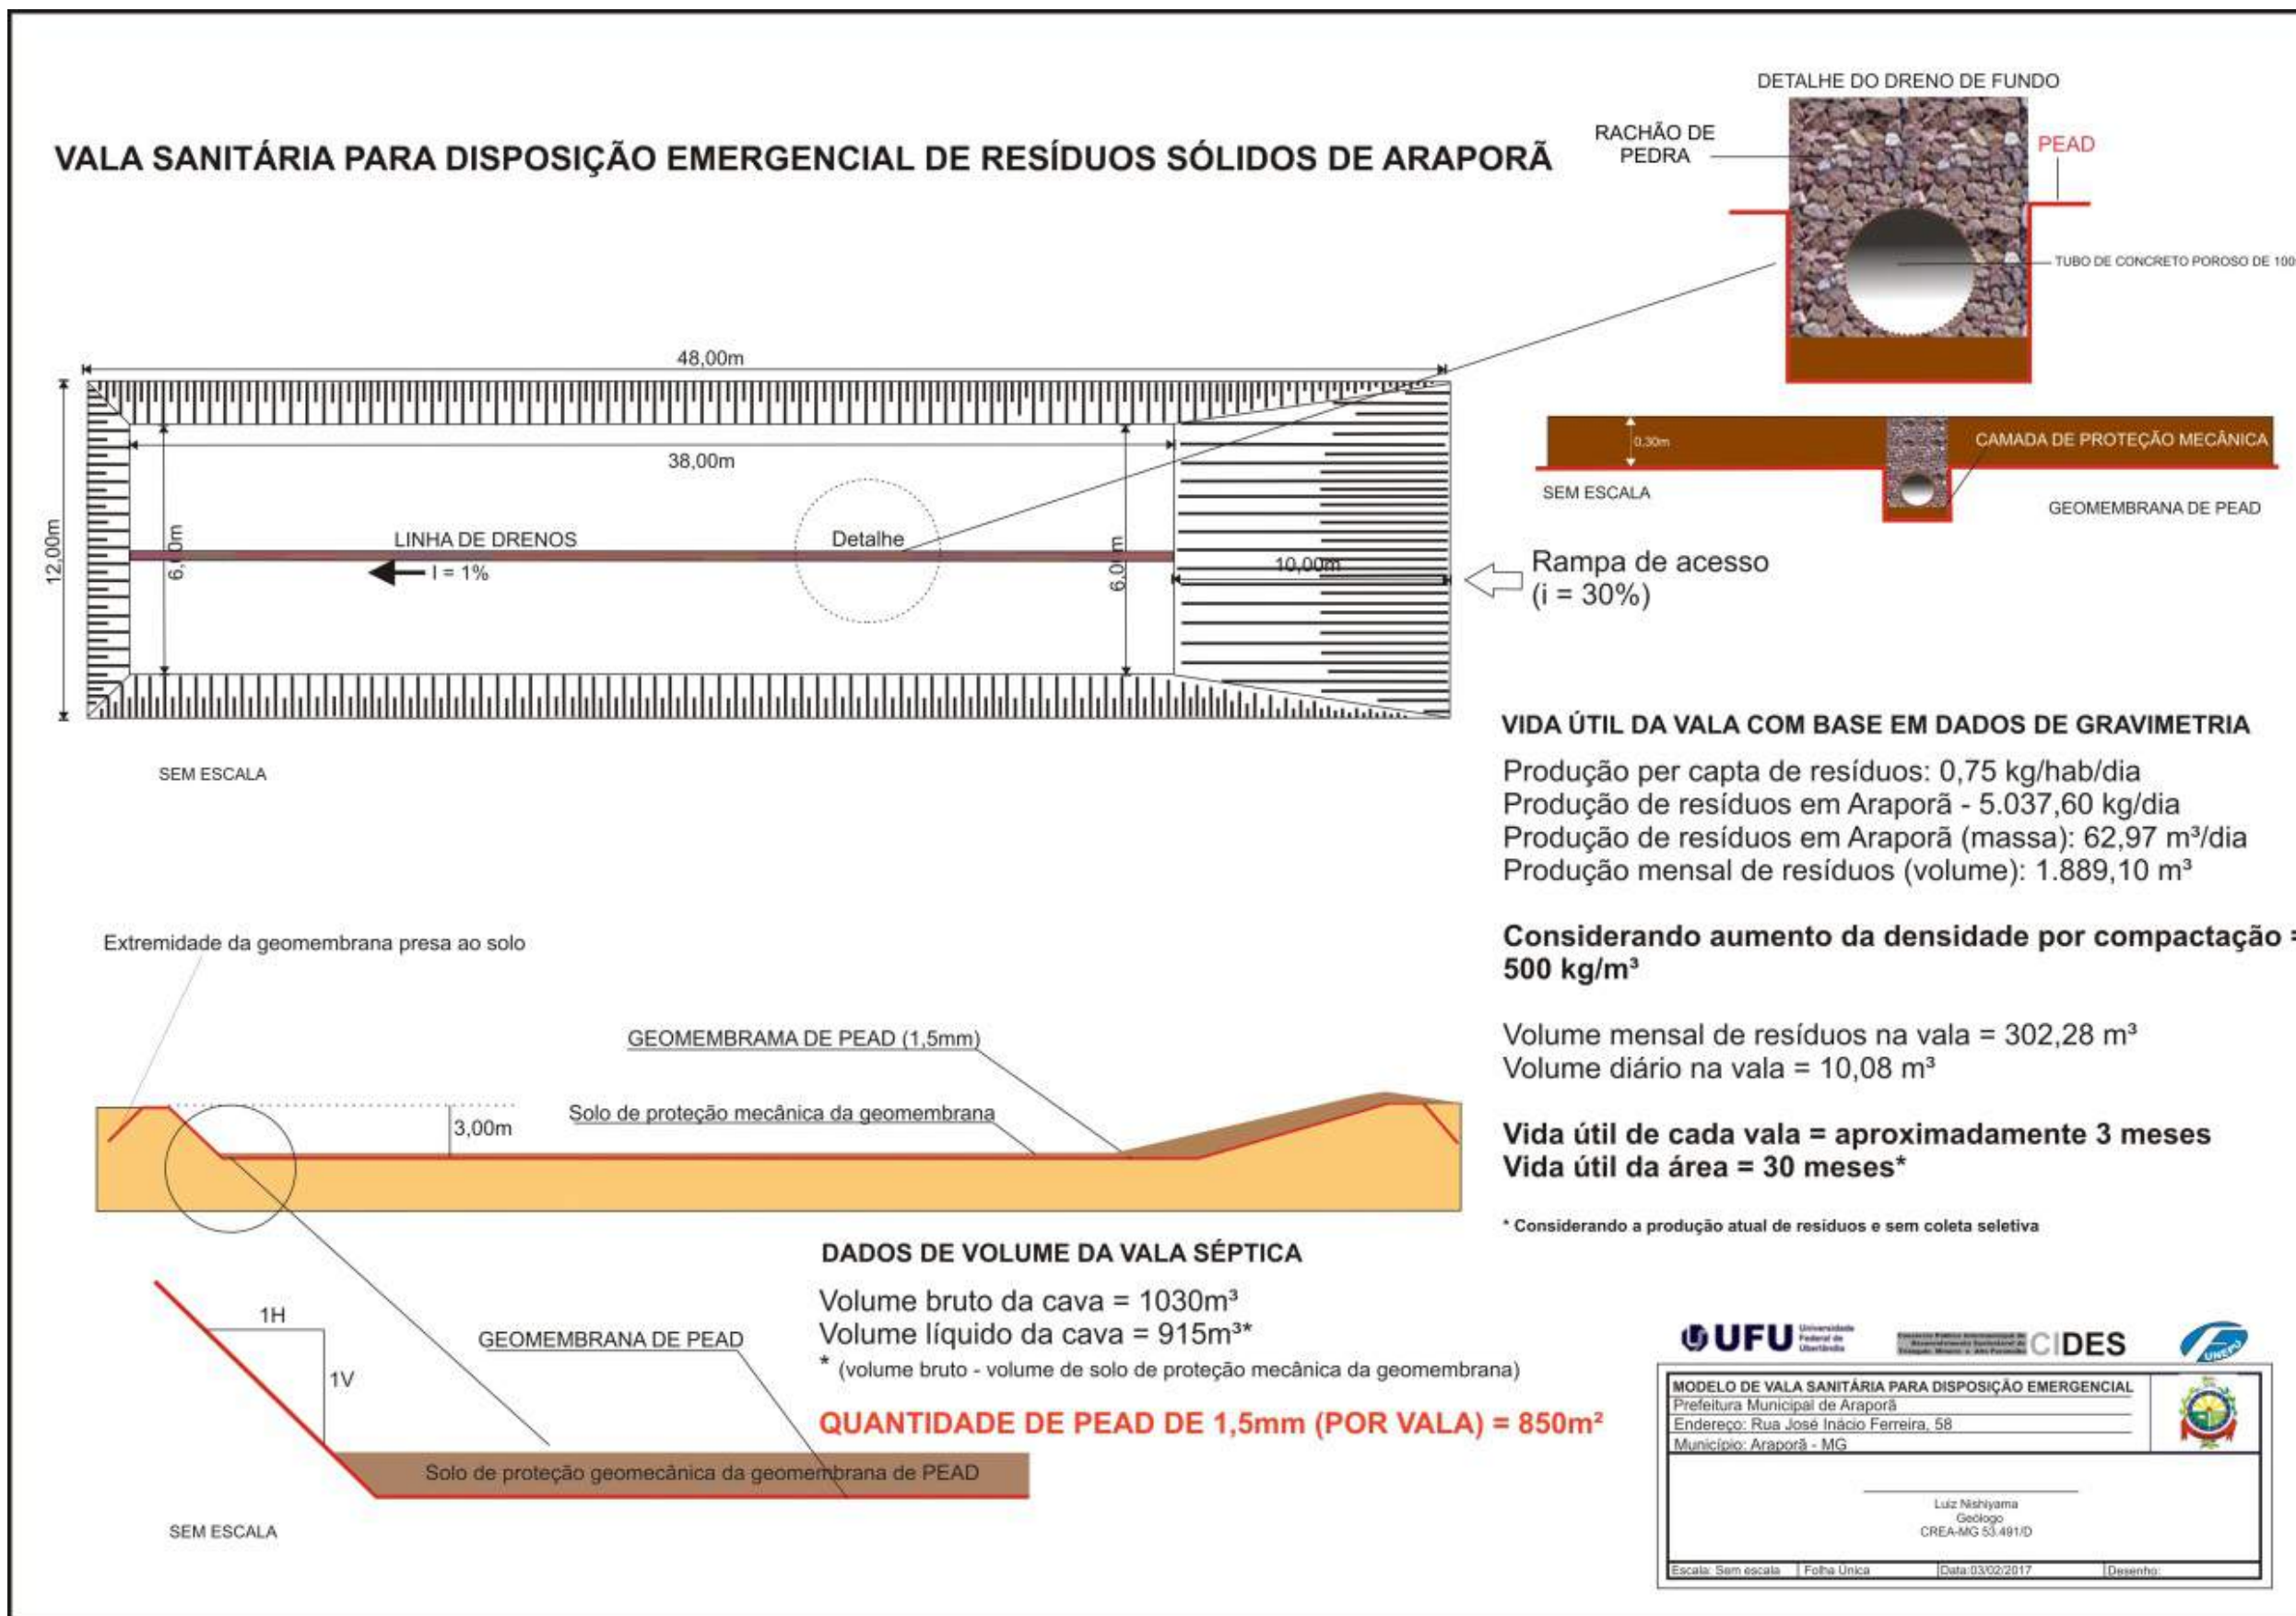 VALA SANITÁRIA PARA DISPOSIÇÃO EMERGENCIAL DE RESÍDUOS SÓLIDOS DE ARAPORÃ
DETALHE DO DRENO DE FUNDO
RACHÃO DE
PEDRA
PEAD
TUBO DE CONCRETO POROSO DE 100
0,30m
CAMADA DE PROTEÇÃO MECÂNICA
SEM ESCALA
GEOMEMBRANA DE PEAD
48,00m
38,00m
12,00m
LINHA DE DRENOS
I = 1%
Detalhe
6,00m
10,00m
Rampa de acesso
(i = 30%)
SEM ESCALA
VIDA ÚTIL DA VALA COM BASE EM DADOS DE GRAVIMETRIA
Produção per capta de resíduos: 0,75 kg/hab/dia
Produção de resíduos em Araporã - 5.037,60 kg/dia
Produção de resíduos em Araporã (massa): 62,97 m³/dia
Produção mensal de resíduos (volume): 1.889,10 m³
Considerando aumento da densidade por compactação =
500 kg/m³
Volume mensal de resíduos na vala = 302,28 m³
Volume diário na vala = 10,08 m³
Vida útil de cada vala = aproximadamente 3 meses
Vida útil da área = 30 meses*
* Considerando a produção atual de resíduos e sem coleta seletiva
Extremidade da geomembrana presa ao solo
GEOMEMBRAMA DE PEAD (1,5mm)
Solo de proteção mecânica da geomembrana
3,00m
DADOS DE VOLUME DA VALA SÉPTICA
Volume bruto da cava = 1030m³
Volume líquido da cava = 915m³*
* (volume bruto - volume de solo de proteção mecânica da geomembrana)
QUANTIDADE DE PEAD DE 1,5mm (POR VALA) = 850m²
1H
1V
GEOMEMBRANA DE PEAD
Solo de proteção geomecânica da geomembrana de PEAD
SEM ESCALA
UFU Universidade
Federal de
Uberlândia
CIDES
UNEPU
MODELO DE VALA SANITÁRIA PARA DISPOSIÇÃO EMERGENCIAL
Prefeitura Municipal de Araporã
Endereço: Rua José Inácio Ferreira, 58
Município: Araporã - MG
Luiz Nishiyama
Geólogo
CREA-MG 53.491/D
Escala: Sem escala
Folha Única
Data:03/02/2017
Desenho: